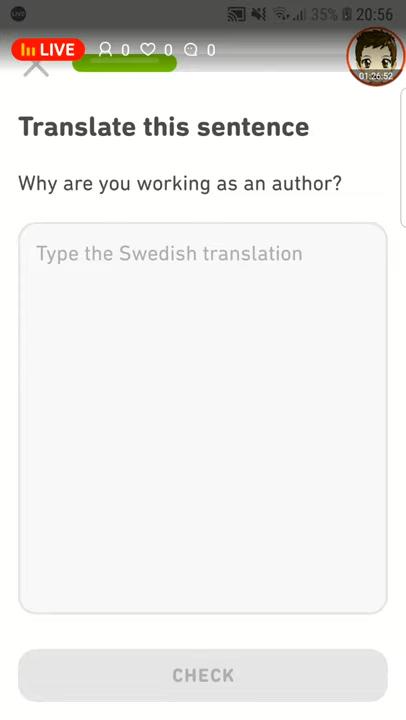 LIVE 35% 20:56
LIVE 0 0 0
01:26:52
Translate this sentence
Why are you working as an author?
Type the Swedish translation
CHECK